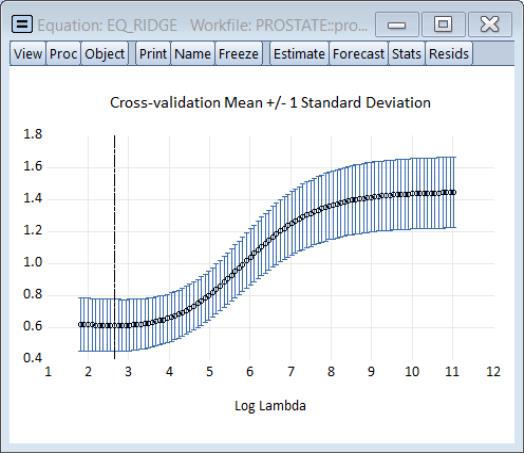 Equation: EQ_RIDGE Workfile: PROSTATE::pro...
View Proc Object Print Name Freeze Estimate Forecast Stats Resids
Cross-validation Mean +/- 1 Standard Deviation
1.8
1.6
1.4
1.2
1.0
0.8
0.6
0.4
1 2 3 4 5 6 7 8 9 10 11 12
Log Lambda